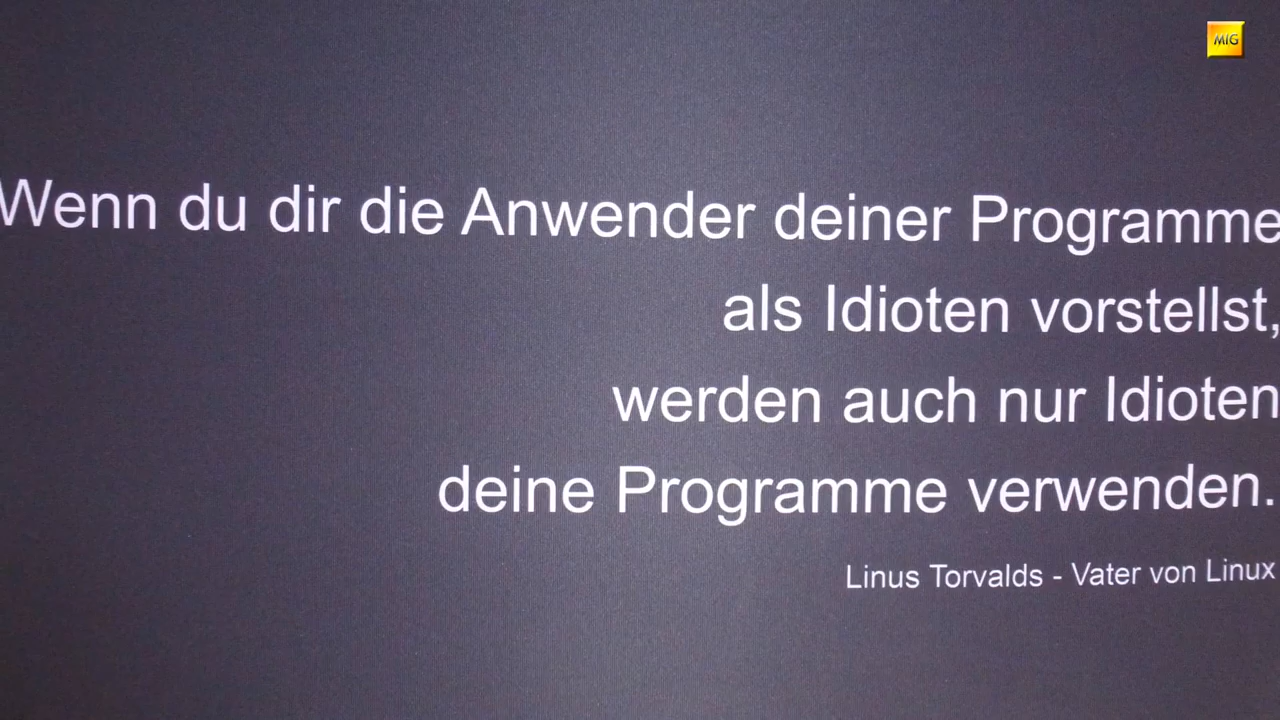 MIG
Wenn du dir die Anwender deiner Programme
als Idioten vorstellst,
werden auch nur Idioten
deine Programme verwenden.
Linus Torvalds - Vater von Linux